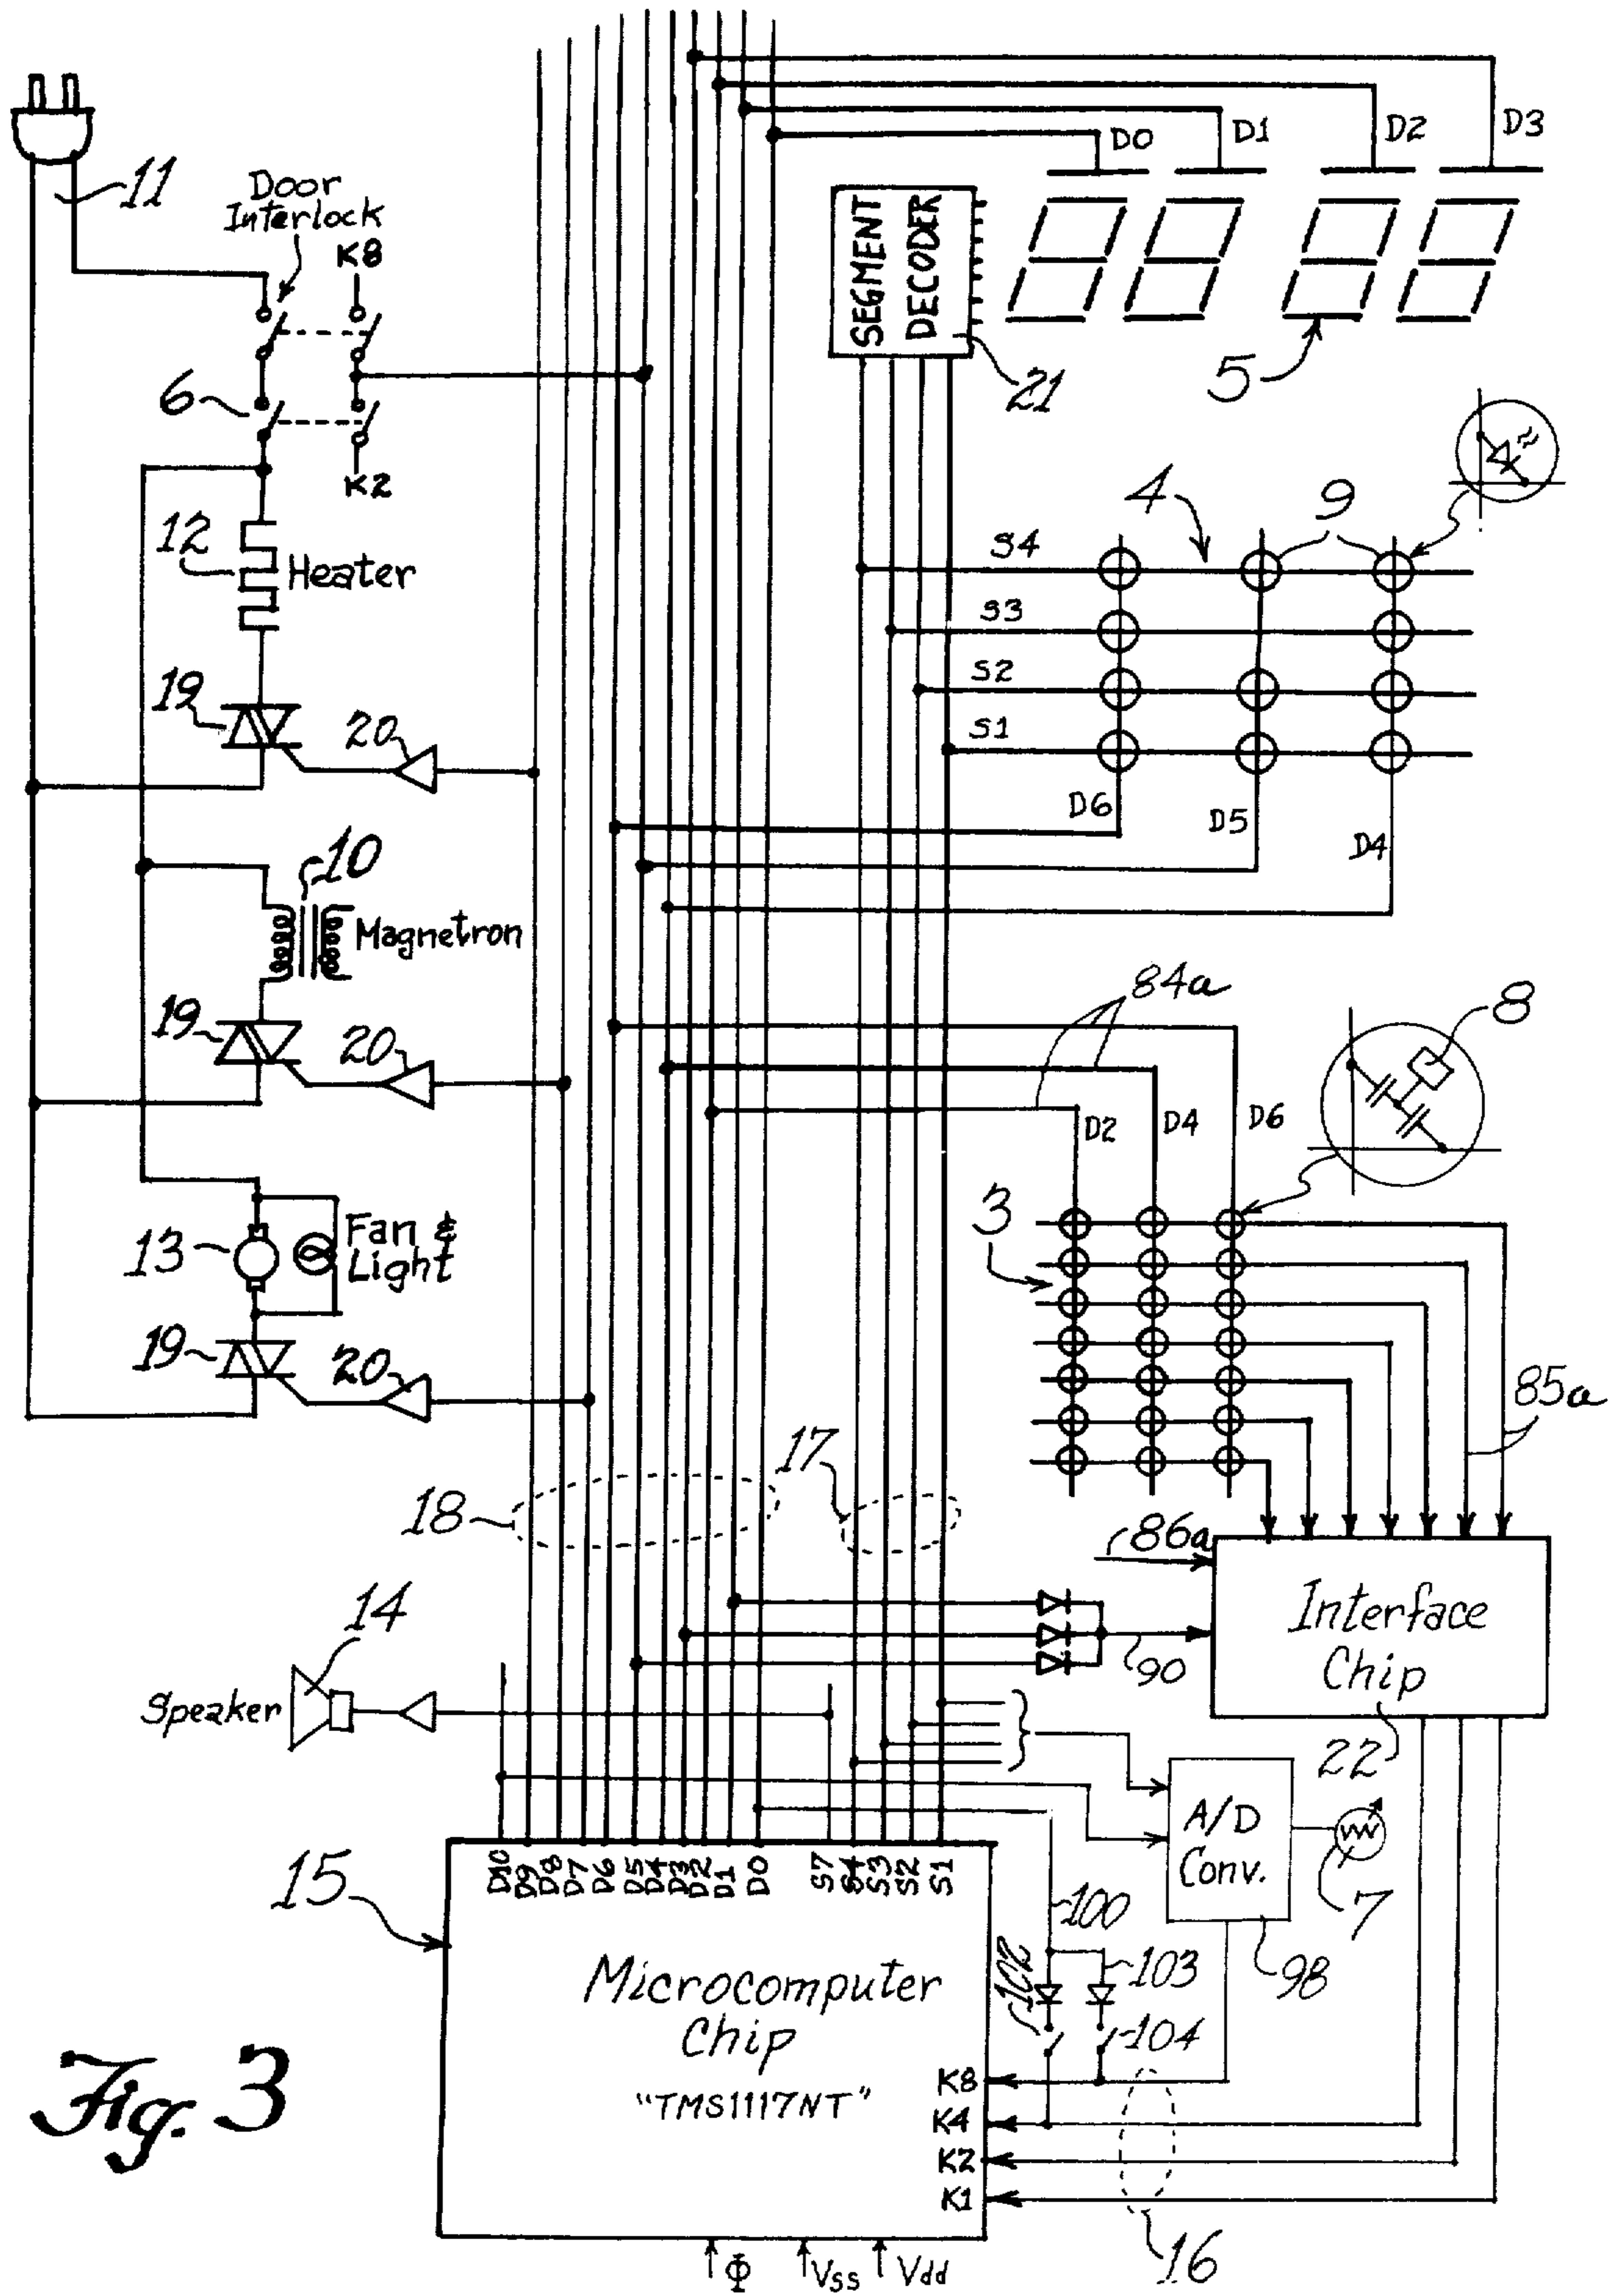 D0
D1
D2
D3
11
Door
Interlock
K8
SEGMENT
DECODER
6
21
5
K2
12
Heater
4
9
S4
S3
S2
S1
19
20
D6
D5
D4
10
Magnetron
84a
8
19
20
D2
D4
D6
3
13
Fan &
Light
19
20
85a
17
18
86a
14
Interface
Chip
90
Speaker
22
A/D
Conv.
7
15
D10
D9
D8
D7
D6
D5
D4
D3
D2
D1
D0
S7
S4
S3
S2
S1
100
98
102
103
104
Microcomputer
Chip
"TMS1117NT"
K8
K4
K2
K1
Fig. 3
16
Φ
Vss
Vdd